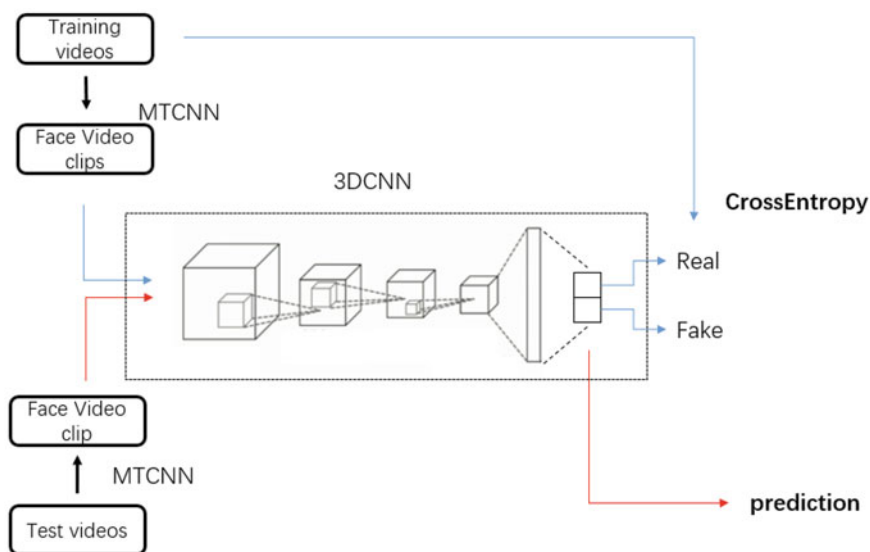 Training
videos
MTCNN
Face Video
clips
3DCNN
CrossEntropy
Real
Fake
Face Video
clip
MTCNN
prediction
Test videos